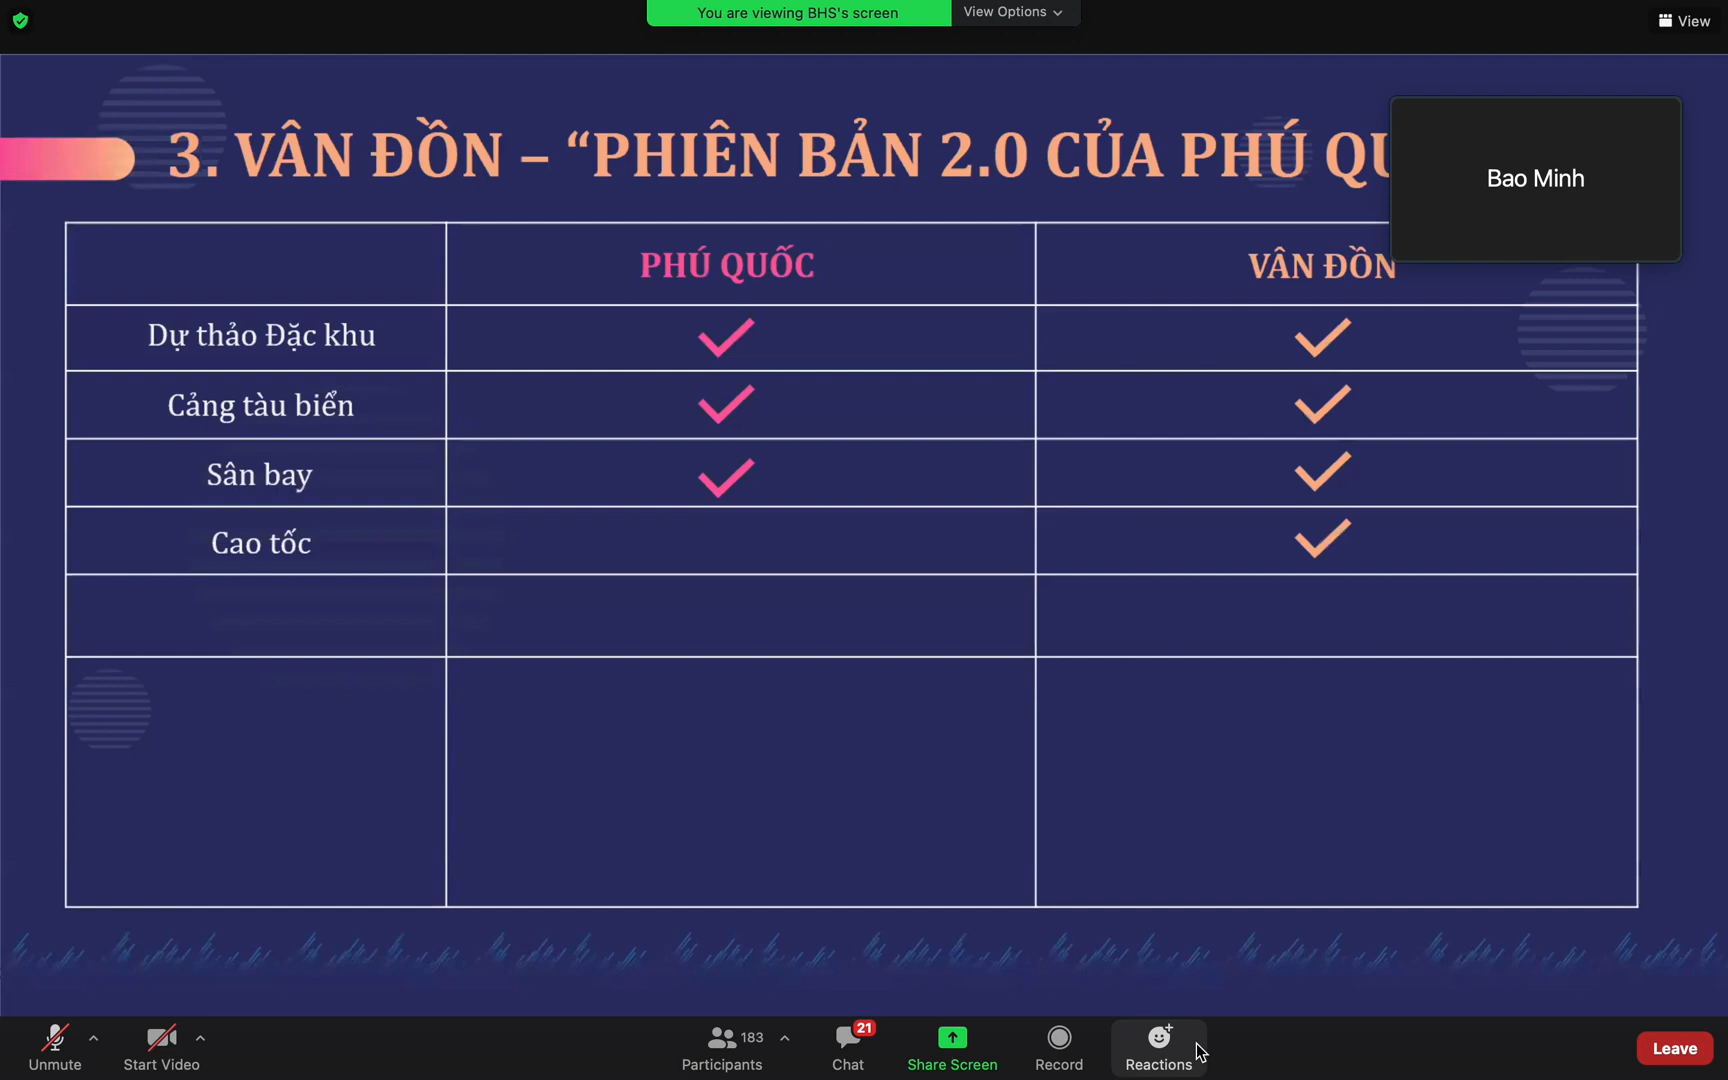 You are viewing BHS's screen
View Options
View
3. VÂN ĐỒN – “PHIÊN BẢN 2.0 CỦA PHÚ
Bao Minh
PHÚ QUỐC
VÂN ĐỒN
Dự thảo Đặc khu
Cảng tàu biển
Sân bay
Cao tốc
Unmute
Start Video
183
Participants
21
Chat
Share Screen
Record
Reactions
Leave